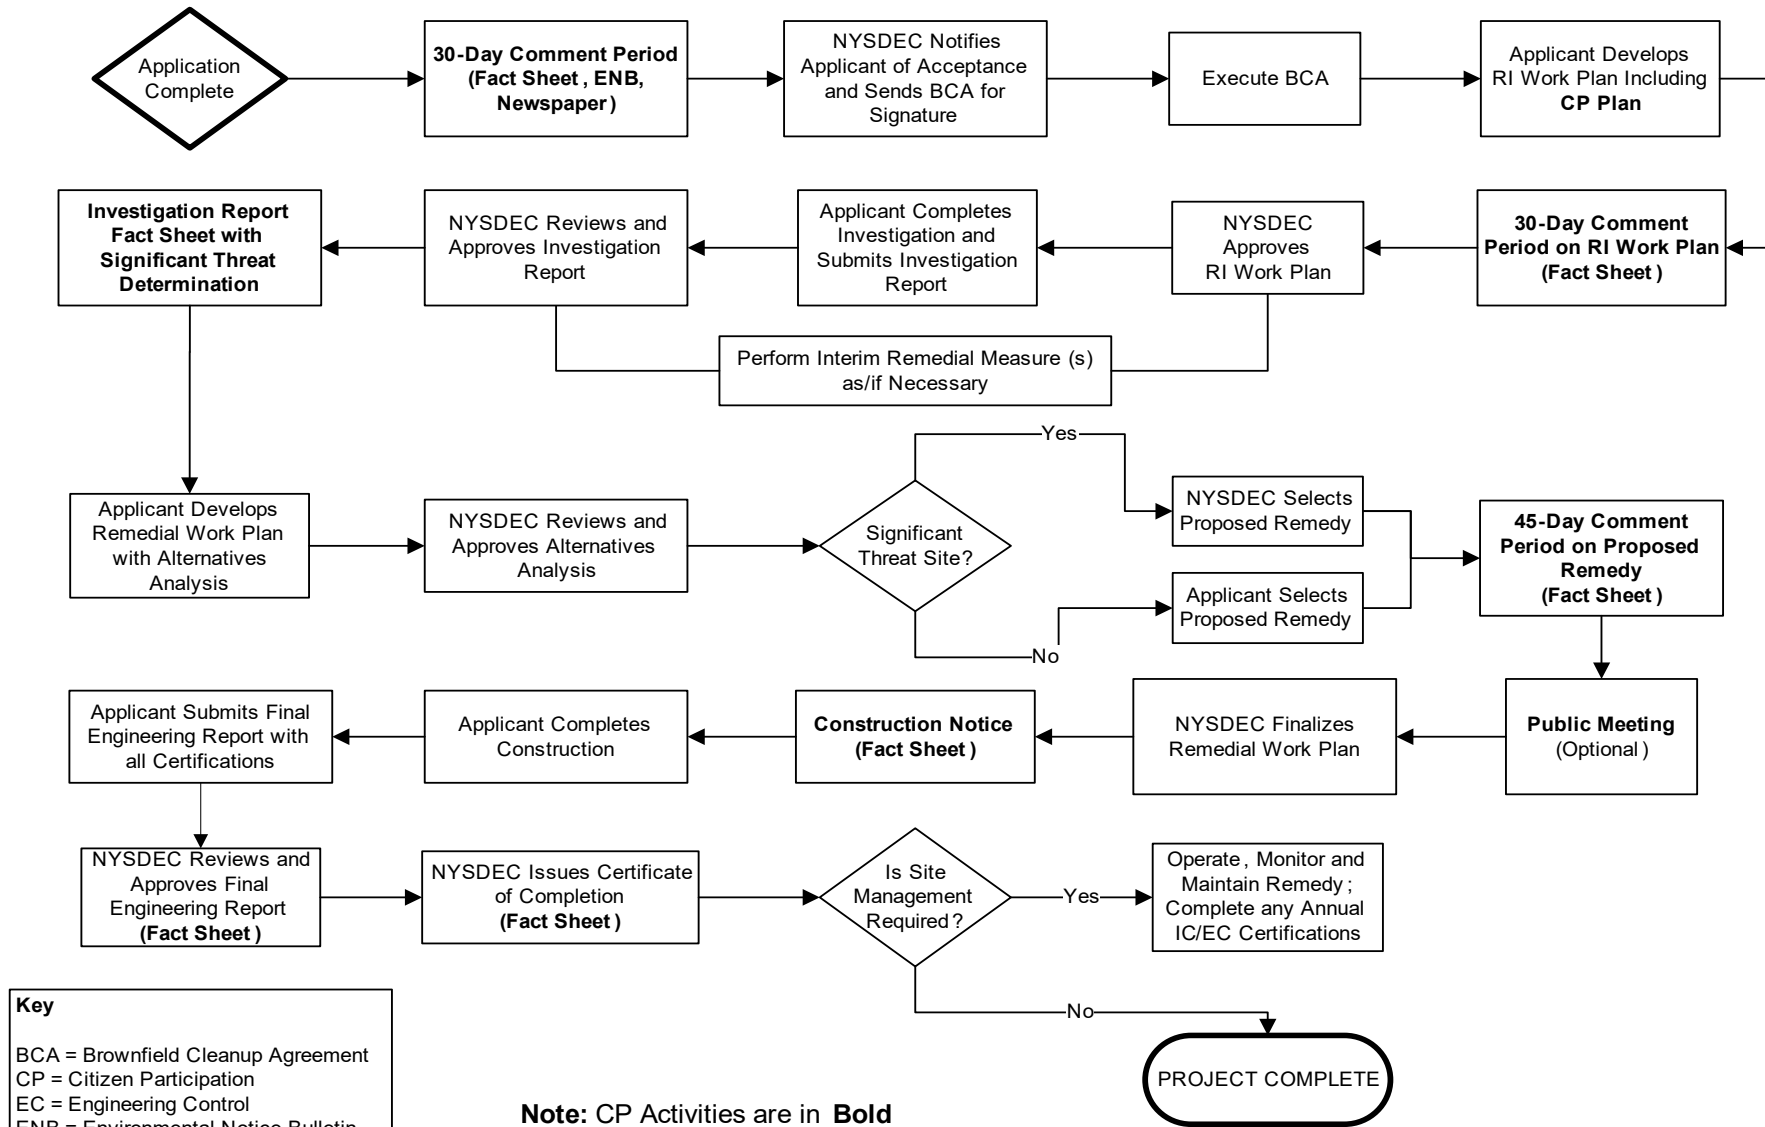 Application
Complete
30-Day Comment Period
(Fact Sheet, ENB,
Newspaper)
NYSDEC Notifies
Applicant of Acceptance
and Sends BCA for
Signature
Execute BCA
Applicant Develops
RI Work Plan Including
CP Plan
30-Day Comment
Period on RI Work Plan
(Fact Sheet)
NYSDEC
Approves
RI Work Plan
Applicant Completes
Investigation and
Submits Investigation
Report
NYSDEC Reviews and
Approves Investigation
Report
Investigation Report
Fact Sheet with
Significant Threat
Determination
Perform Interim Remedial Measure (s)
as/if Necessary
Applicant Develops
Remedial Work Plan
with Alternatives
Analysis
NYSDEC Reviews and
Approves Alternatives
Analysis
Significant
Threat Site?
Yes
NYSDEC Selects
Proposed Remedy
No
Applicant Selects
Proposed Remedy
45-Day Comment
Period on Proposed
Remedy
(Fact Sheet)
Public Meeting
(Optional)
NYSDEC Finalizes
Remedial Work Plan
Construction Notice
(Fact Sheet)
Applicant Completes
Construction
Applicant Submits Final
Engineering Report with
all Certifications
NYSDEC Reviews and
Approves Final
Engineering Report
(Fact Sheet)
NYSDEC Issues Certificate
of Completion
(Fact Sheet)
Is Site
Management
Required?
Yes
Operate, Monitor and
Maintain Remedy;
Complete any Annual
IC/EC Certifications
No
PROJECT COMPLETE
Key
BCA = Brownfield Cleanup Agreement
CP = Citizen Participation
EC = Engineering Control
ENB = Environmental Notice Bulletin
Note: CP Activities are in Bold